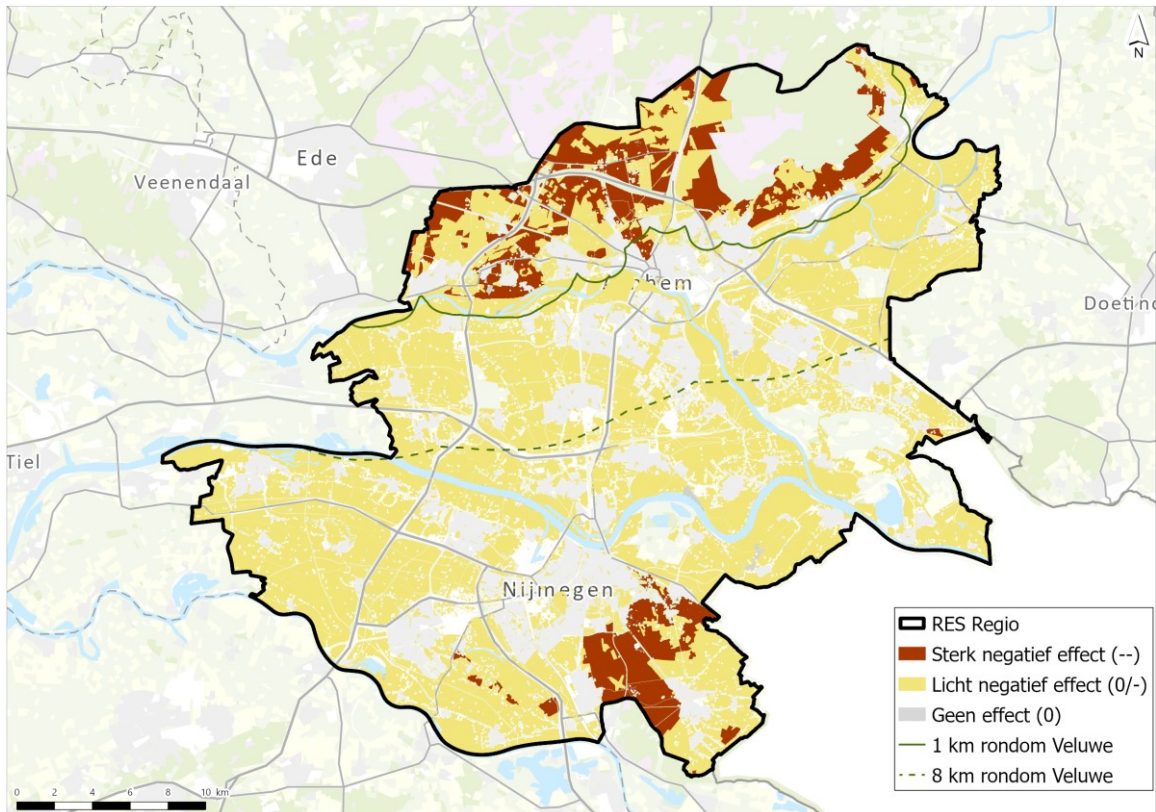 N
Ede
Veenendaal
Doetinc
Tiel
Nijmegen
RES Regio
Sterk negatief effect (--)
Licht negatief effect (0/-)
Geen effect (0)
1 km rondom Veluwe
8 km rondom Veluwe
0 2 4 6 8 10 km